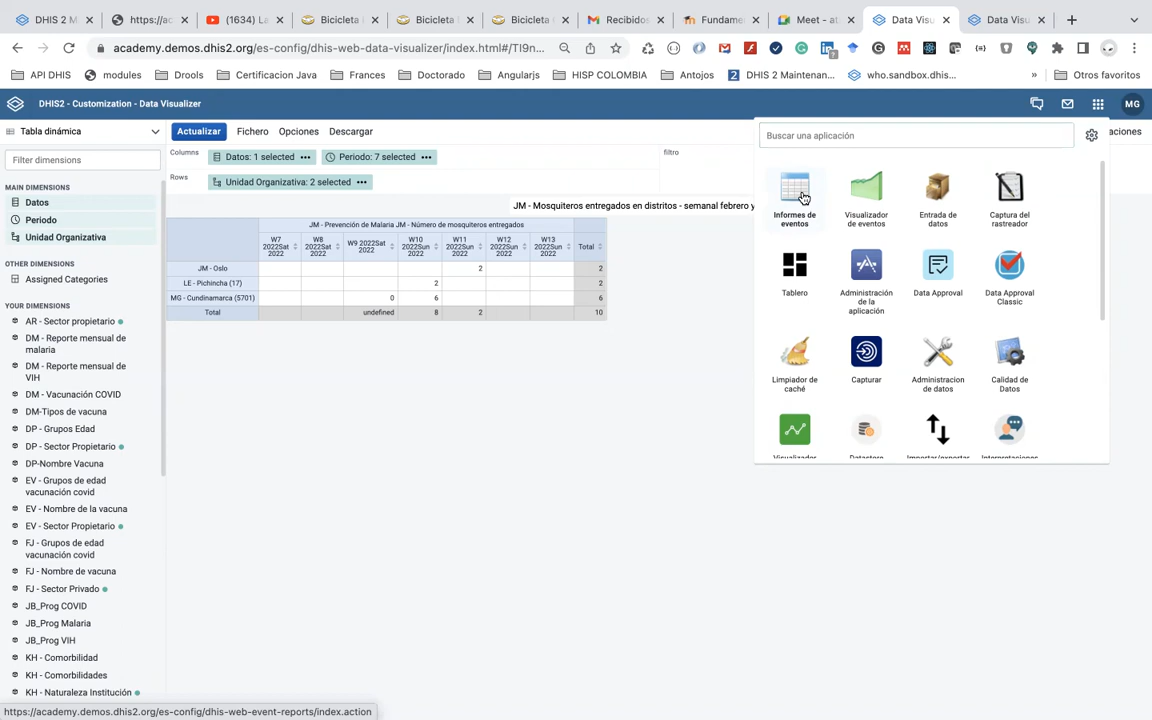 Data Visu
https://ac
(1634) La
Bicicleta
Bicicleta
Bicicleta
Recibidos
Fundame
Meet - at
Data Visu
Data Visu
academy.demos.dhis2.org/es-config/dhis-web-data-visualizer/index.html#/TI9n...
API DHIS
modules
Drools
Certificacion Java
Frances
Doctorado
Angularjs
HISP COLOMBIA
Antojos
DHIS 2 Maintenan...
who.sandbox.dhis...
»
Otros favoritos
DHIS2 - Customization - Data Visualizer
MG
Tabla dinámica
Actualizar
Fichero
Opciones
Descargar
aciones
Filter dimensions
MAIN DIMENSIONS
Datos
Periodo
Unidad Organizativa
OTHER DIMENSIONS
Assigned Categories
YOUR DIMENSIONS
AR - Sector propietario
DM - Reporte mensual de
malaria
DM - Reporte mensual de
VIH
DM - Vacunación COVID
DM-Tipos de vacuna
DP - Grupos Edad
DP - Sector Propietario
DP-Nombre Vacuna
EV - Grupos de edad
vacunación covid
EV - Nombre de la vacuna
EV - Sector Propietario
FJ - Grupos de edad
vacunación covid
FJ - Nombre de vacuna
FJ - Sector Privado
JB_Prog COVID
JB_Prog Malaria
JB_Prog VIH
KH - Comorbilidad
KH - Comorbilidades
KH - Naturaleza Institución
Columns
Datos: 1 selected •••
Periodo: 7 selected •••
filtro
Rows
Unidad Organizativa: 2 selected •••
JM - Mosquiteros entregados en distritos - semanal febrero y
JM - Prevención de Malaria JM - Número de mosquiteros entregados
W7 2022Sat 2022
W8 2022Sat 2022
W9 2022Sat 2022
W10 2022Sun 2022
W11 2022Sun 2022
W12 2022Sun 2022
W13 2022Sun 2022
Total
JM - Oslo 2 2
LE - Pichincha (17) 2 2
MG - Cundinamarca (5701) 0 6 6
Total undefined 8 2 10
Buscar una aplicación
Informes de
eventos
Visualizador
de eventos
Entrada de
datos
Captura del
rastreador
Tablero
Administración
de la
aplicación
Data Approval
Data Approval
Classic
Limpiador de
caché
Capturar
Administracion
de datos
Calidad de
Datos
Visualizador
Datastore
Importar/exportar
Interpretaciones
https://academy.demos.dhis2.org/es-config/dhis-web-event-reports/index.action